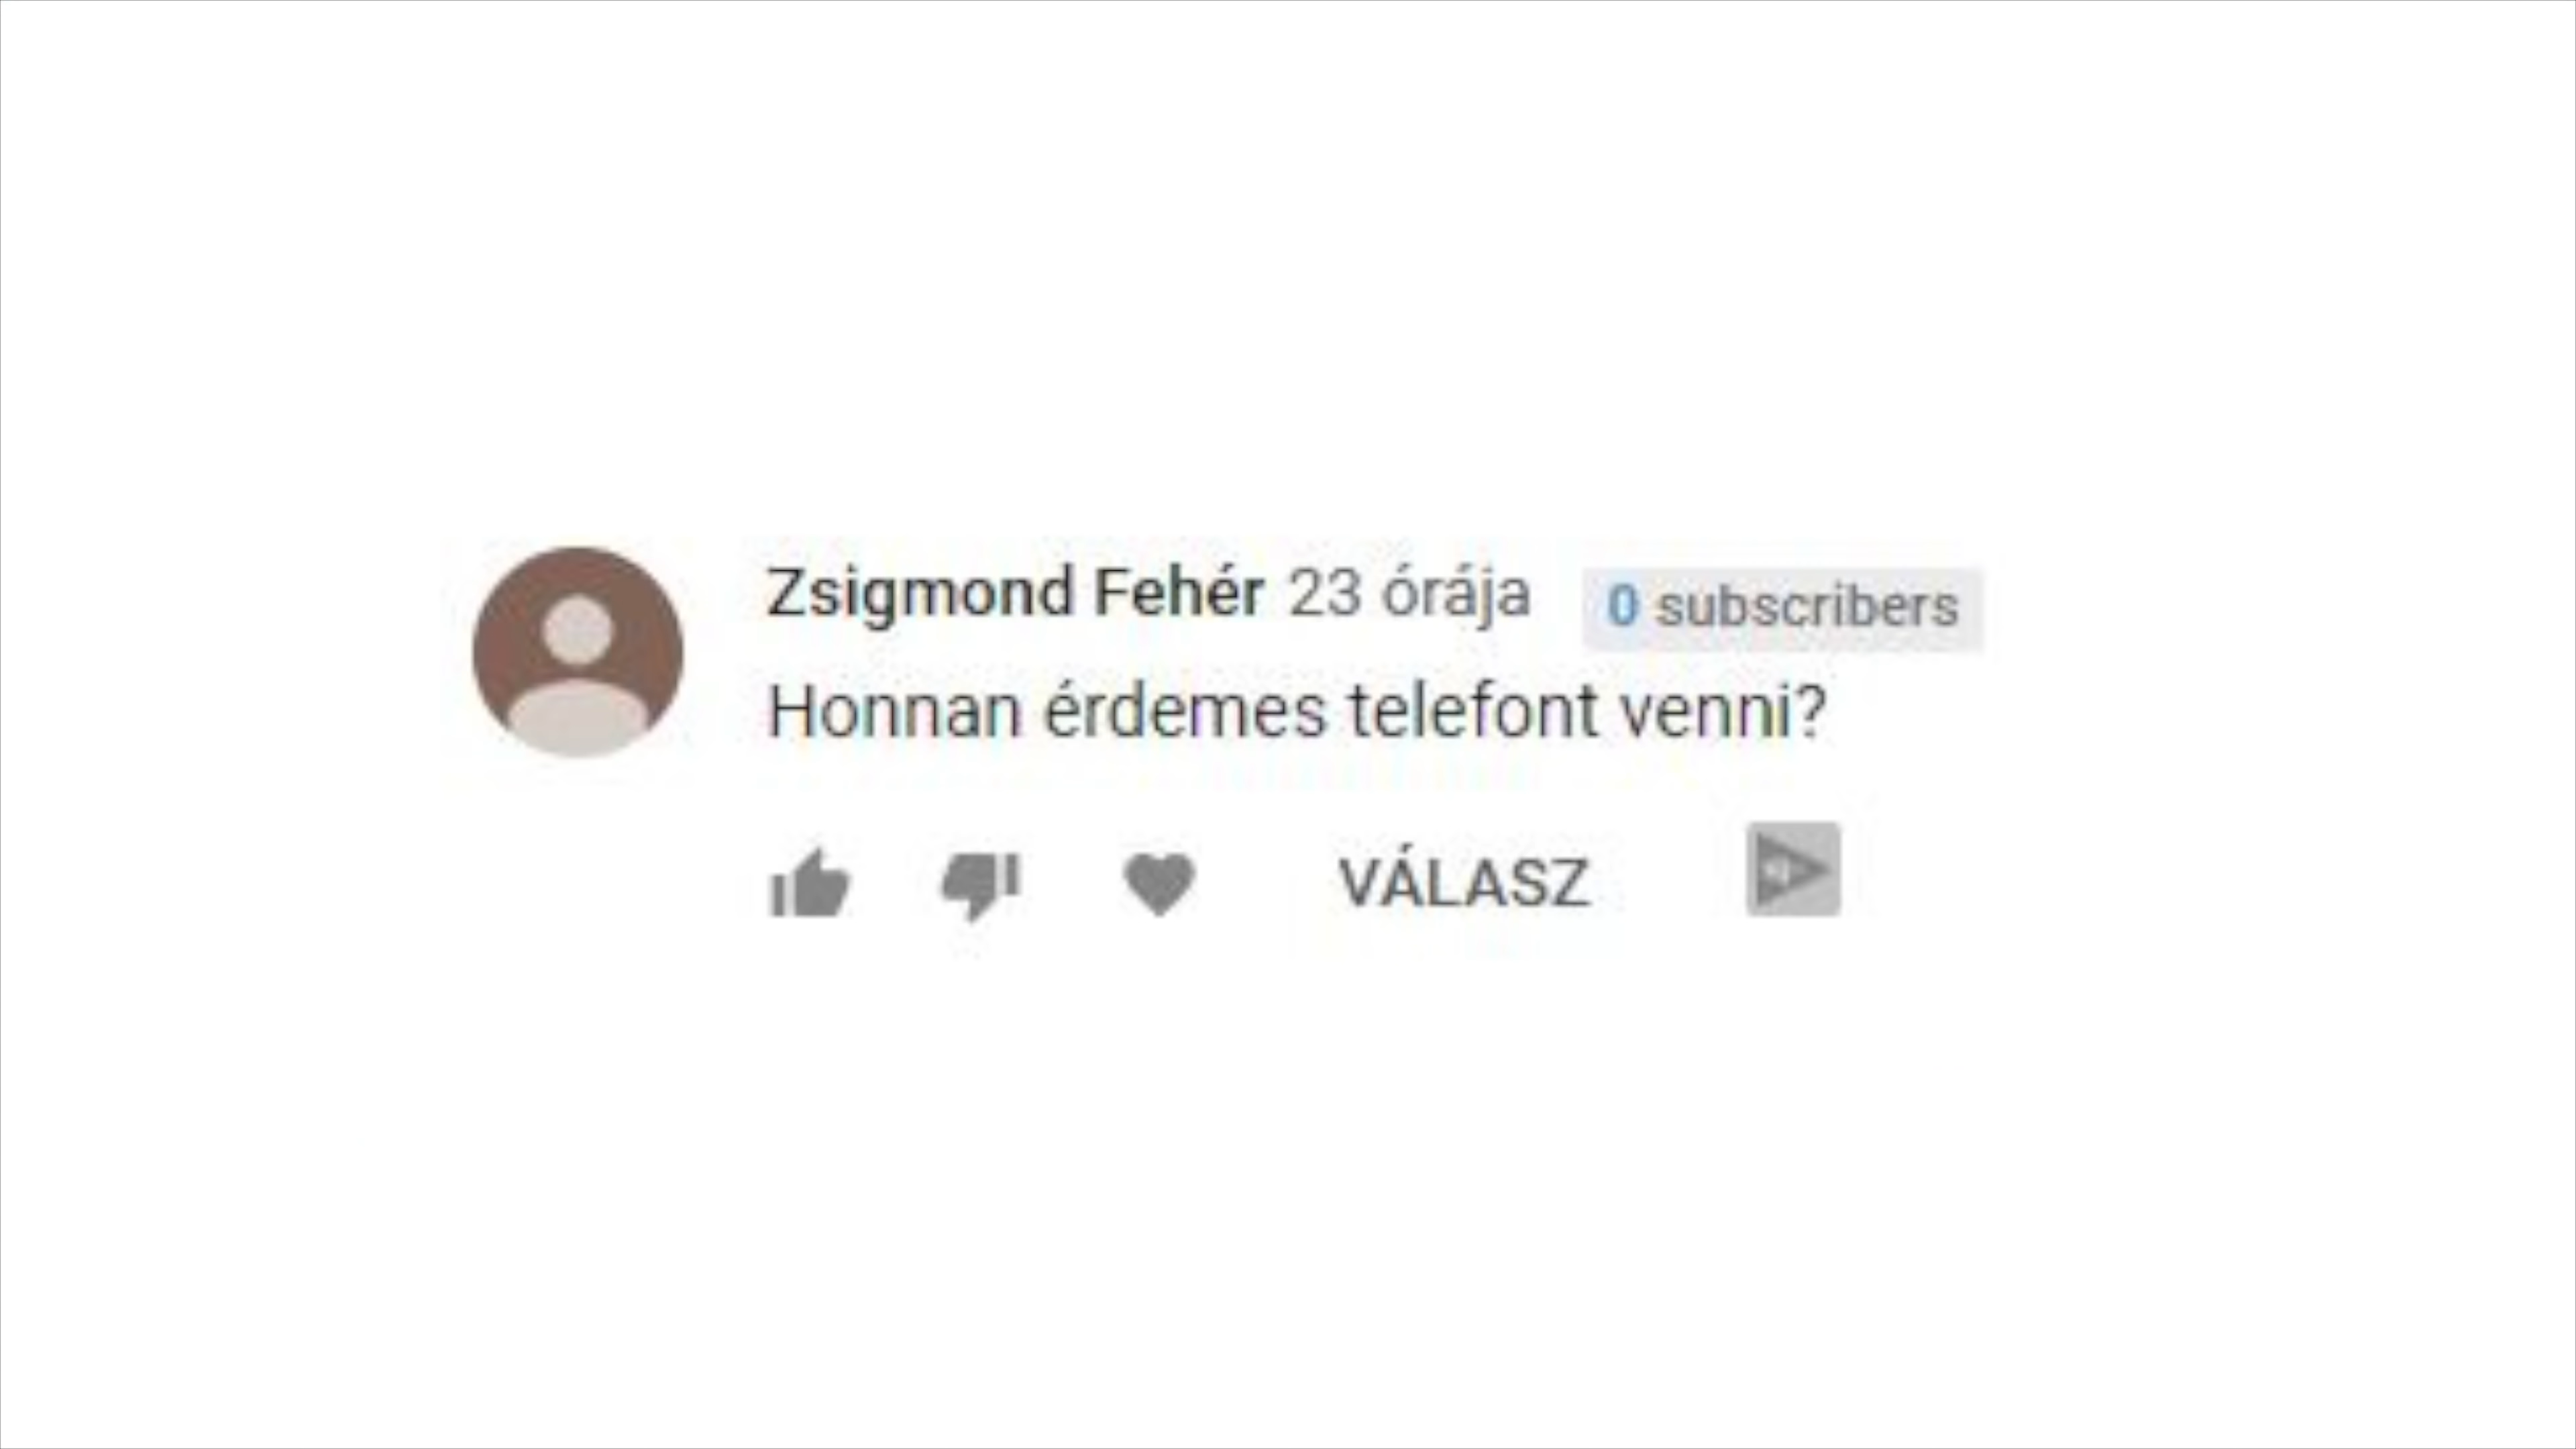 Zsigmond Fehér 23 órája 0 subscribers
Honnan érdemes telefont venni?
VÁLASZ